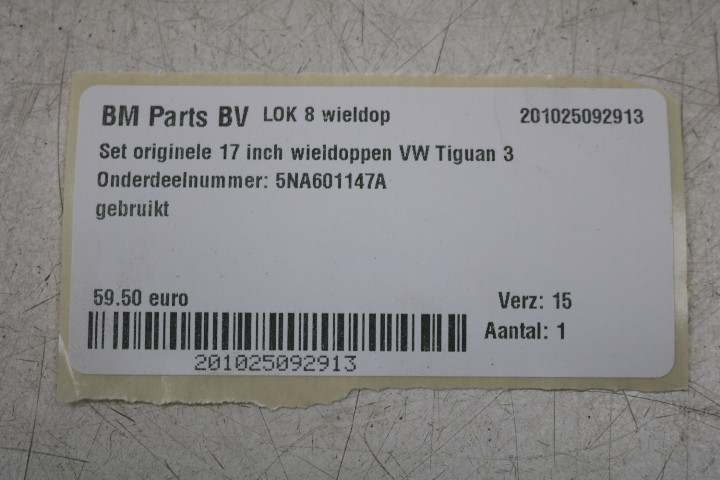 BM Parts BV LOK 8 wieldop 201025092913
Set originele 17 inch wieldoppen VW Tiguan 3
Onderdeelnummer: 5NA601147A
gebruikt
59.50 euro Verz: 15
Aantal: 1
201025092913